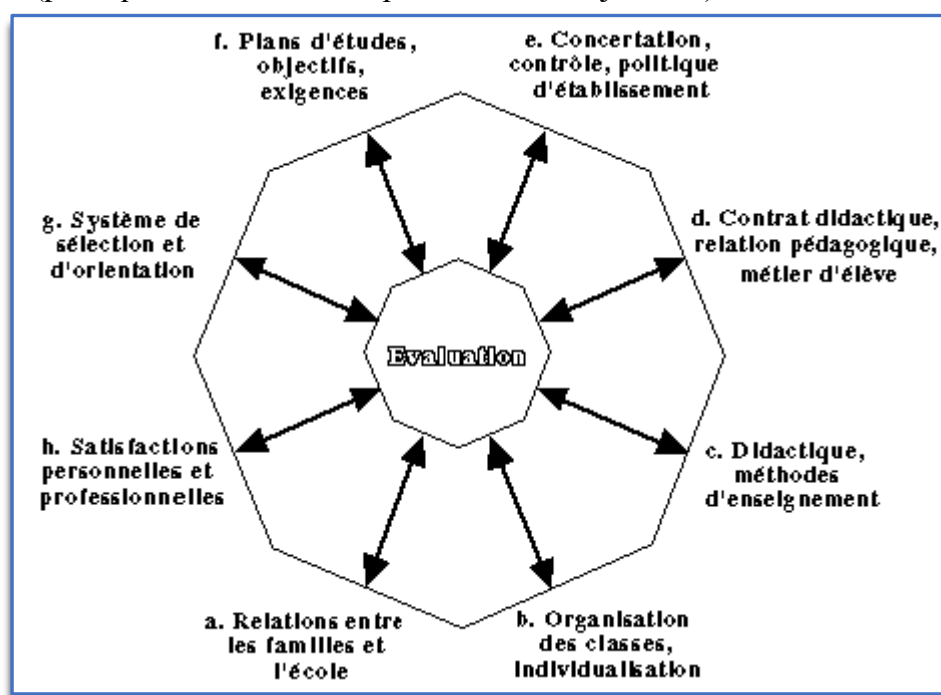 f. Plans d'études,
objectifs,
exigences
e. Concertation,
contrôle, politique
d'établissement
g. Système de
sélection et
d'orientation
d. Contrat didactique,
relation pédagogique,
métier d'élève
Evaluation
h. Satisfactions
personnelles et
professionnelles
c. Didactique,
méthodes
d'enseignement
a. Relations entre
les familles et
l'école
b. Organisation
des classes,
individualisation